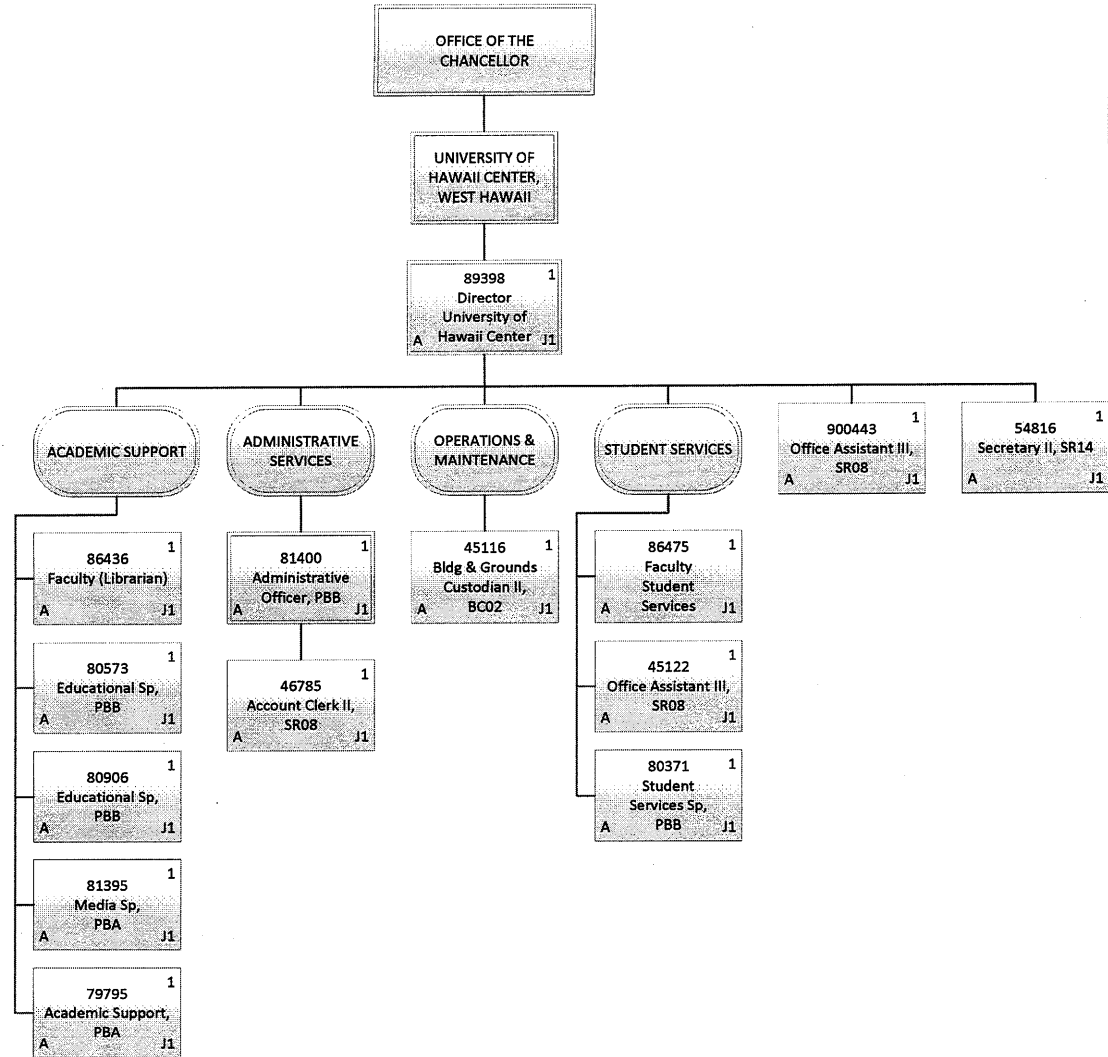 OFFICE OF THE
CHANCELLOR
UNIVERSITY OF
HAWAII CENTER,
WEST HAWAII
89398 1
Director
University of
A Hawaii Center J1
ACADEMIC SUPPORT
ADMINISTRATIVE
SERVICES
OPERATIONS &
MAINTENANCE
STUDENT SERVICES
900443 1
Office Assistant III,
SR08
A J1
54816 1
Secretary II, SR14
A J1
86436 1
Faculty (Librarian)
A J1
80573 1
Educational Sp,
PBB
A J1
80906 1
Educational Sp,
PBB
A J1
81395 1
Media Sp,
PBA
A J1
79795 1
Academic Support,
PBA
A J1
81400 1
Administrative
Officer, PBB
A J1
46785 1
Account Clerk II,
SR08
A J1
45116 1
Bldg & Grounds
Custodian II,
BC02
A J1
86475 1
Faculty
Student
Services
A J1
45122 1
Office Assistant III,
SR08
A J1
80371 1
Student
Services Sp,
PBB
A J1